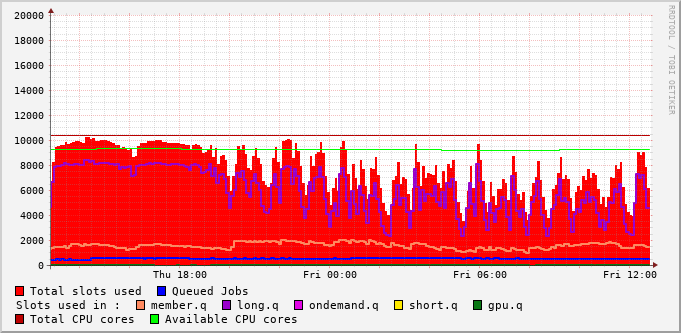 RRDTOOL / TOBI OETIKER
20000
18000
16000
14000
12000
10000
8000
6000
4000
2000
0
Thu 18:00 Fri 00:00 Fri 06:00 Fri 12:00
Total slots used Queued Jobs
Slots used in : member.q long.q ondemand.q short.q gpu.q
Total CPU cores Available CPU cores